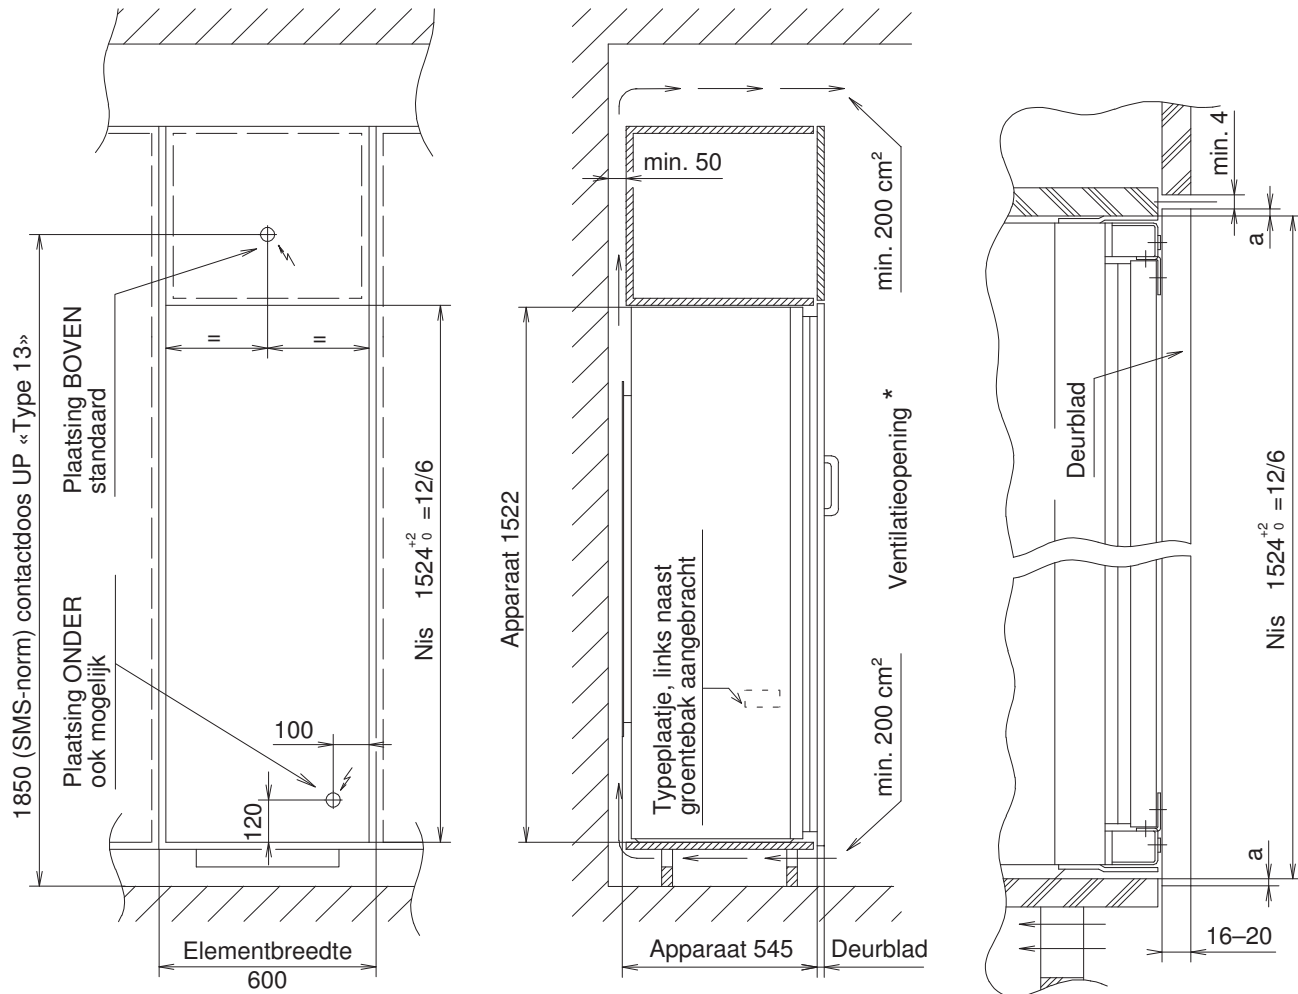 1850 (SMS-norm) contactdoos UP «Type 13»
Plaatsing BOVEN
standaard
Plaatsing ONDER
ook mogelijk
=
=
Nis 1524 +2 0 =12/6
100
120
Elementbreedte
600
min. 50
min. 200 cm²
Apparaat 1522
Typeplaatje, links naast
groentebak aangebracht
Ventilatieopening *
min. 200 cm²
Apparaat 545
Deurblad
min. 4
a
Deurblad
Nis 1524 +2 0 =12/6
a
16–20